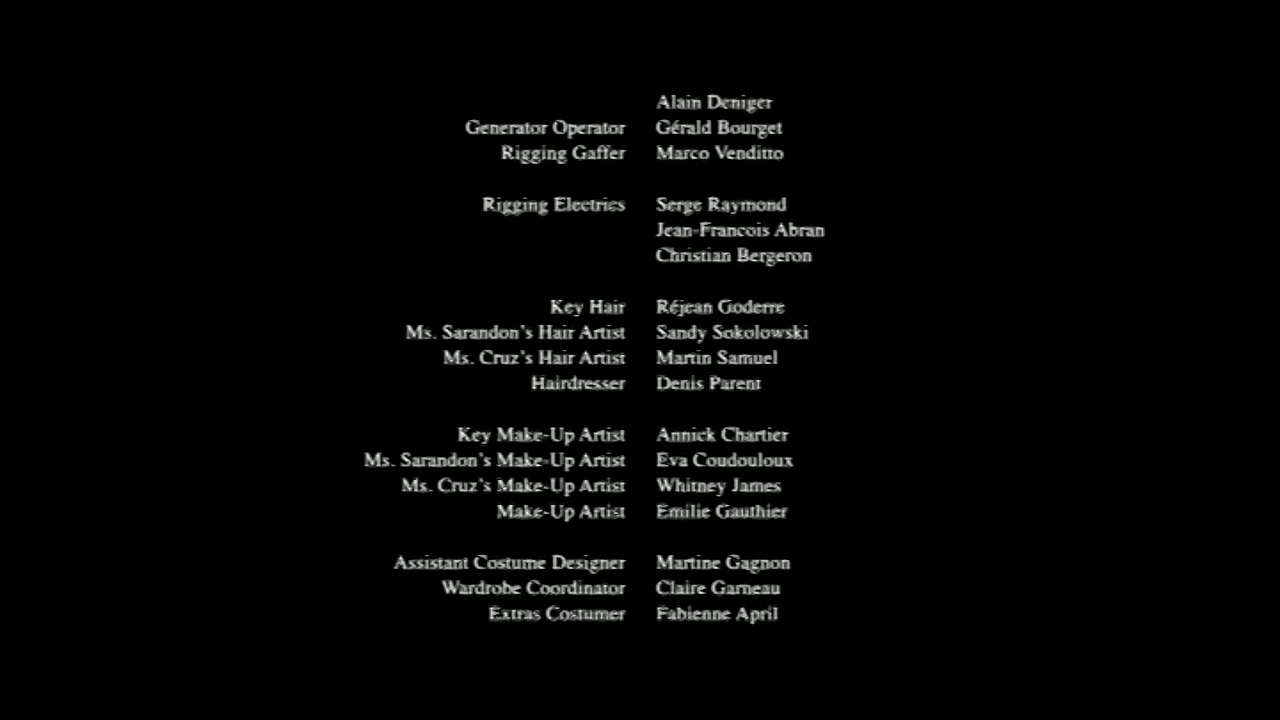 Alain Deniger
Generator Operator Gérald Bourget
Rigging Gaffer Marco Venditto
Rigging Electrics Serge Raymond
Jean-Francois Abran
Christian Bergeron
Key Hair Réjean Goderre
Ms. Sarandon's Hair Artist Sandy Sokolowski
Ms. Cruz's Hair Artist Martin Samuel
Hairdresser Denis Parent
Key Make-Up Artist Annick Chartier
Ms. Sarandon's Make-Up Artist Eva Coudouloux
Ms. Cruz's Make-Up Artist Whitney James
Make-Up Artist Emilie Gauthier
Assistant Costume Designer Martine Gagnon
Wardrobe Coordinator Claire Garneau
Extras Costumer Fabienne April